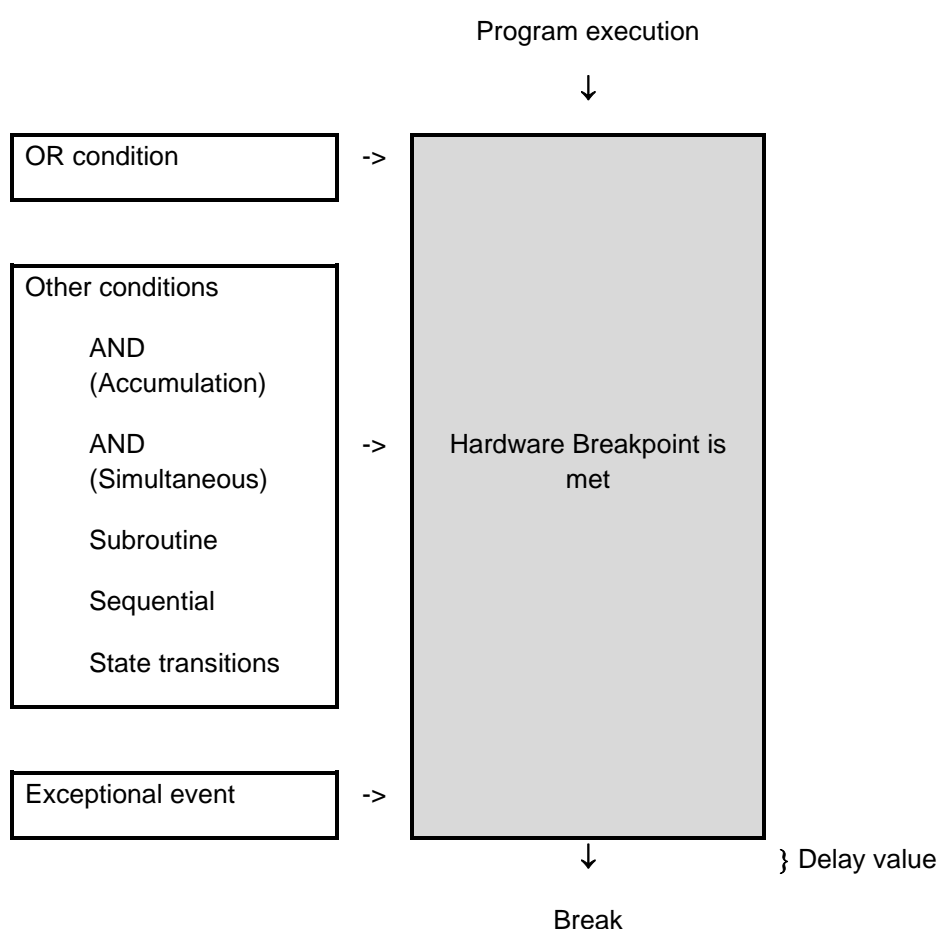 Program execution
↓
OR condition ->
Other conditions
AND
(Accumulation)
AND
(Simultaneous)
-> Hardware Breakpoint is
met
Subroutine
Sequential
State transitions
Exceptional event ->
↓ } Delay value
Break